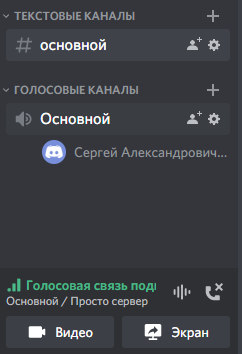 ТЕКСТОВЫЕ КАНАЛЫ
основной
ГОЛОСОВЫЕ КАНАЛЫ
Основной
Сергей Александрович...
Голосовая связь подк
Основной / Просто сервер
Видео
Экран